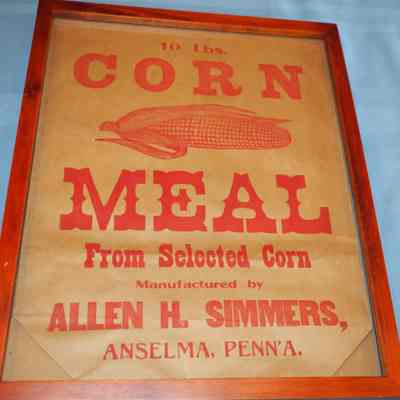 10 Lbs.
CORN
MEAL
From Selected Corn
Manufactured by
ALLEN H. SIMMERS,
ANSELMA, PENN'A.